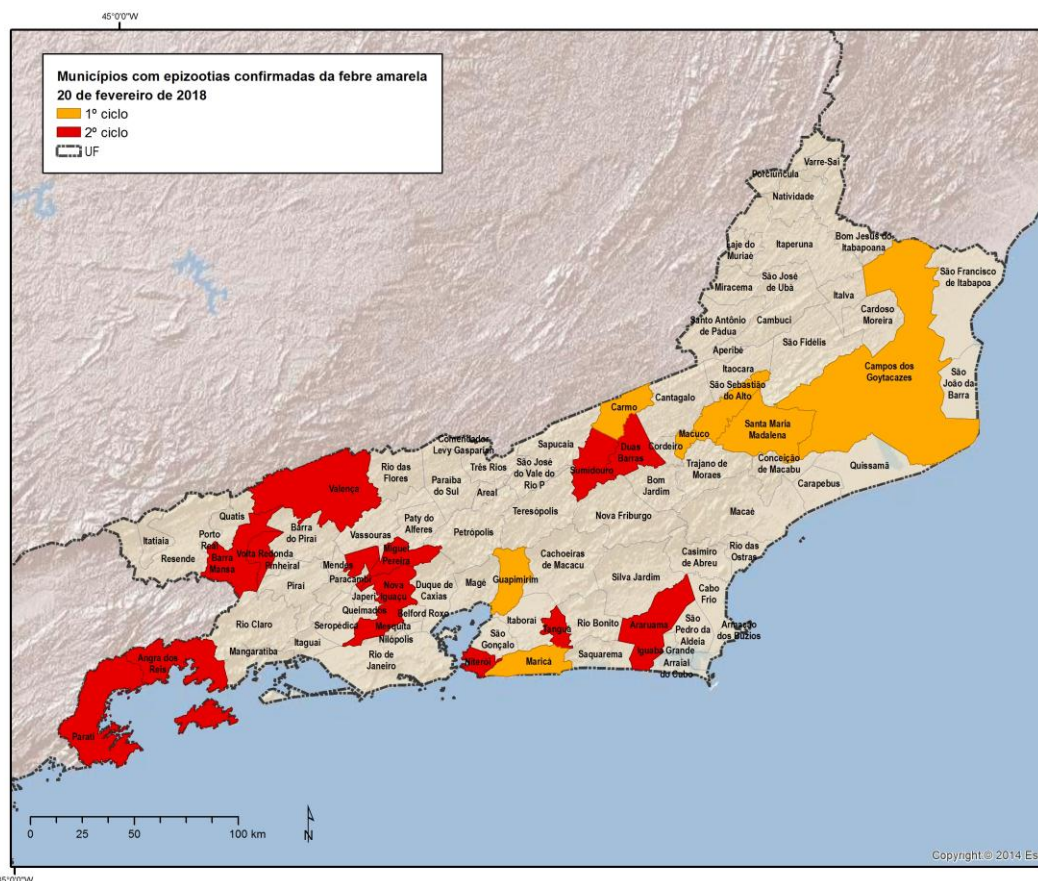 45°0'0"W
Municípios com epizootias confirmadas da febre amarela
20 de fevereiro de 2018
1º ciclo
2º ciclo
UF
Varre-Sai
Porciúncula
Natividade
Bom Jesus do
Itabapoana
Laje do
Muriaé
Itaperuna
São Francisco
de Itabapoa
São José
de Ubá
Miracema
Italva
Cardoso
Moreira
Santo Antônio
de Pádua
Cambuci
São Fidélis
Aperibé
Itaocara
Campos dos
Goytacazes
São
João da
Barra
São Sebastião
do Alto
Cantagalo
Carmo
Santa Maria
Madalena
Macuco
Cordeiro
Duas
Barras
Sumidouro
Sapucaia
Comendador
Levy Gasparian
Três Rios
São José
do Vale do
Rio P
Trajano de
Moraes
Conceição
de Macabu
Quissamã
Carapebus
Bom
Jardim
Rio das
Flores
Paraíba
do Sul
Areal
Valença
Teresópolis
Nova Friburgo
Macaé
Quatis
Barra
do Piraí
Paty do
Alferes
Petrópolis
Vassouras
Itatiaia
Porto
Real
Resende
Barra
Mansa
Volta Redonda
Pinheiral
Mendes
Miguel
Pereira
Paracambi
Cachoeiras
de Macacu
Casimiro
de Abreu
Rio das
Ostras
Piraí
Japeri
Nova
Iguaçu
Duque de
Caxias
Magé
Guapimirim
Silva Jardim
Cabo
Frio
Queimados
Belford Roxo
Seropédica
Mesquita
Nilópolis
Itaboraí
Rio Bonito
Araruama
São
Pedro da
Aldeia
Armação
dos Búzios
Rio Claro
Itaguaí
São
Gonçalo
Tanguá
Saquarema
Iguaba Grande
Arraial
do Cabo
Mangaratiba
Rio de
Janeiro
Niterói
Maricá
Angra dos
Reis
Parati
0 25 50 100 km
N
Copyright:© 2014 Es
45°0'0"W